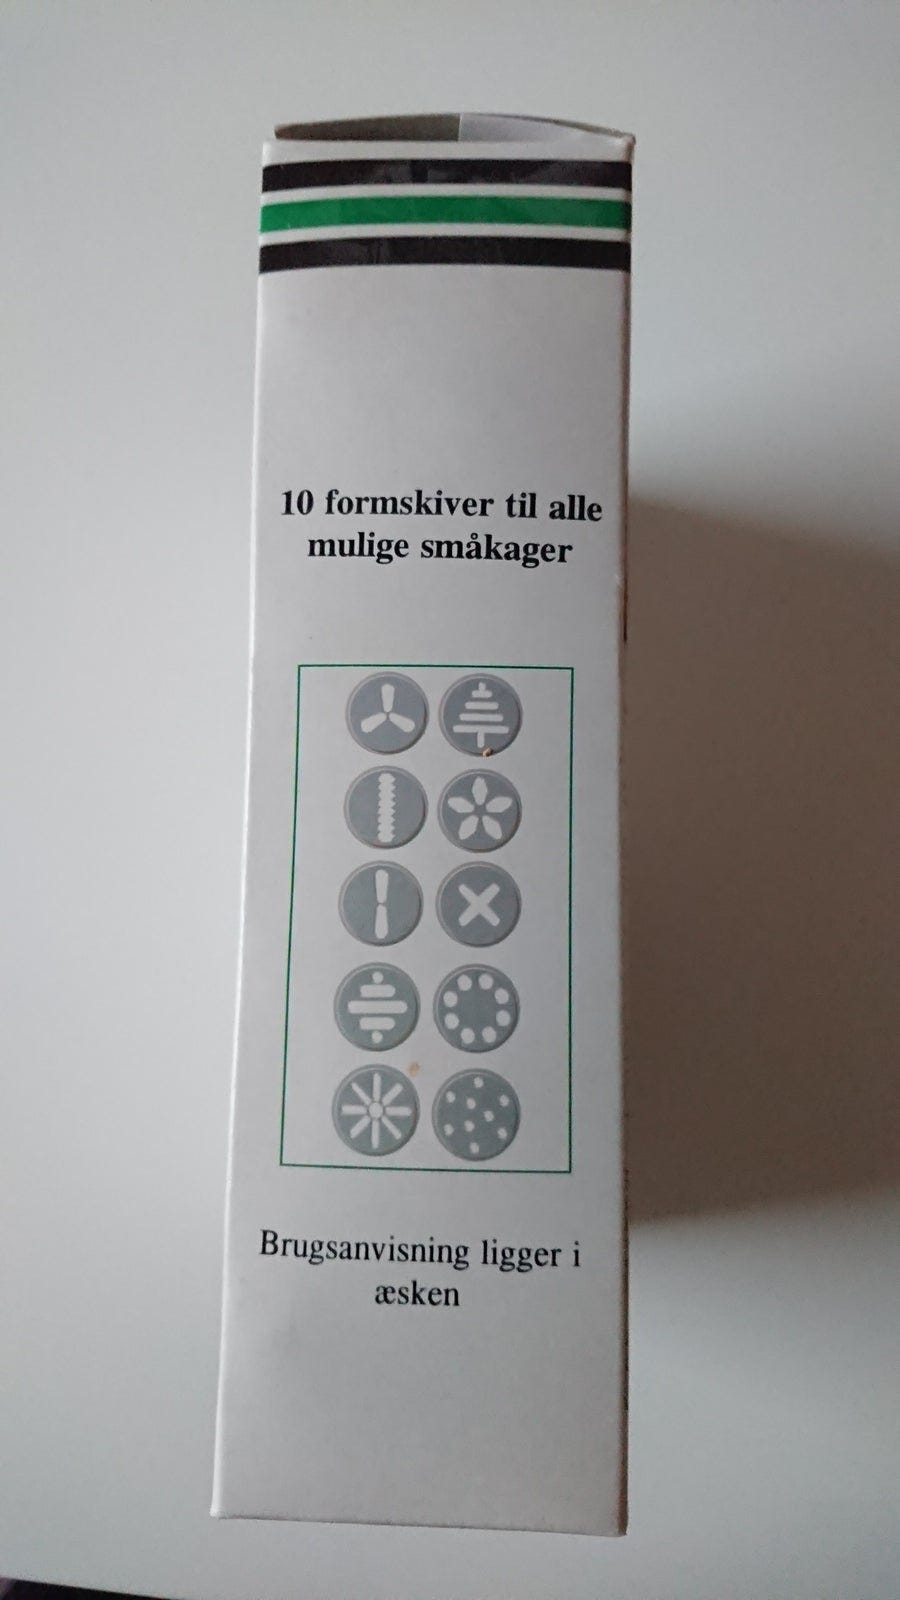 10 formskiver til alle
mulige småkager
Brugsanvisning ligger i
æsken